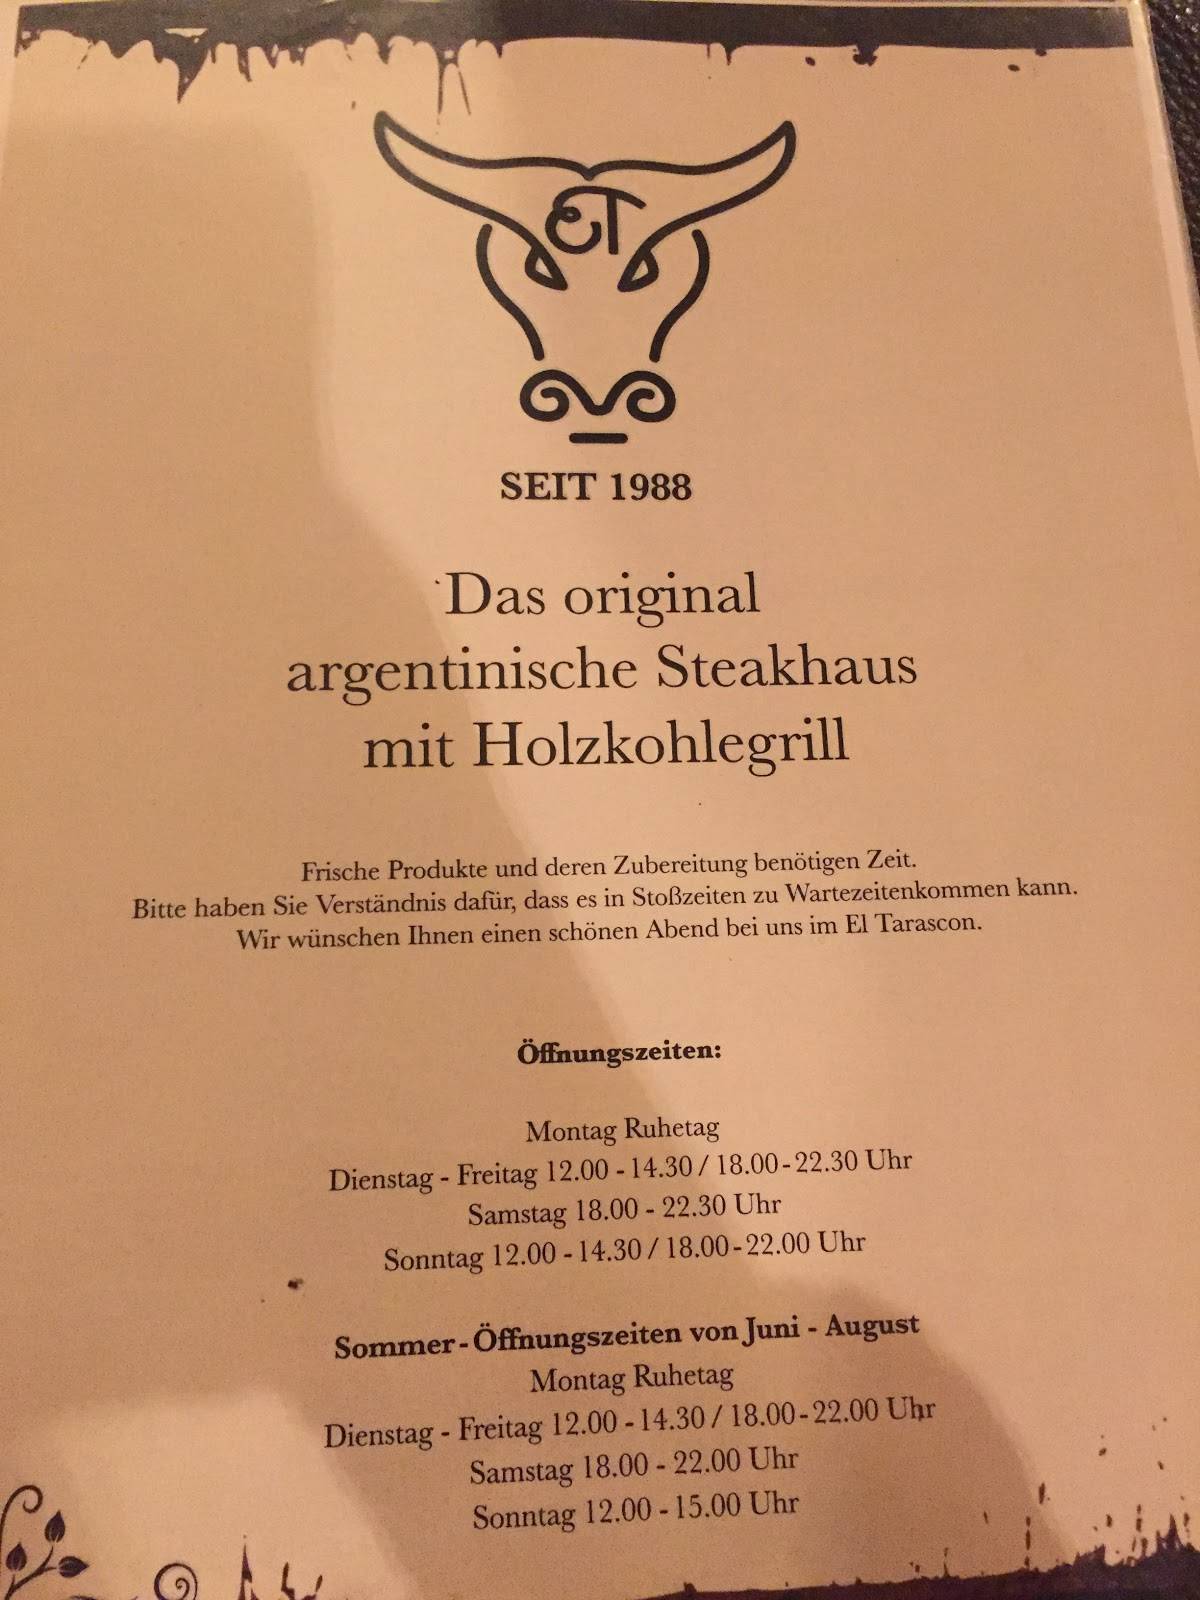 ET
SEIT 1988
Das original
argentinische Steakhaus
mit Holzkohlegrill
Frische Produkte und deren Zubereitung benötigen Zeit.
Bitte haben Sie Verständnis dafür, dass es in Stoßzeiten zu Wartezeitenkommen kann.
Wir wünschen Ihnen einen schönen Abend bei uns im El Tarascon.
Öffnungszeiten:
Montag Ruhetag
Dienstag - Freitag 12.00 - 14.30 / 18.00 - 22.30 Uhr
Samstag 18.00 - 22.30 Uhr
Sonntag 12.00 - 14.30 / 18.00 - 22.00 Uhr
Sommer - Öffnungszeiten von Juni - August
Montag Ruhetag
Dienstag - Freitag 12.00 - 14.30 / 18.00 - 22.00 Uhr
Samstag 18.00 - 22.00 Uhr
Sonntag 12.00 - 15.00 Uhr